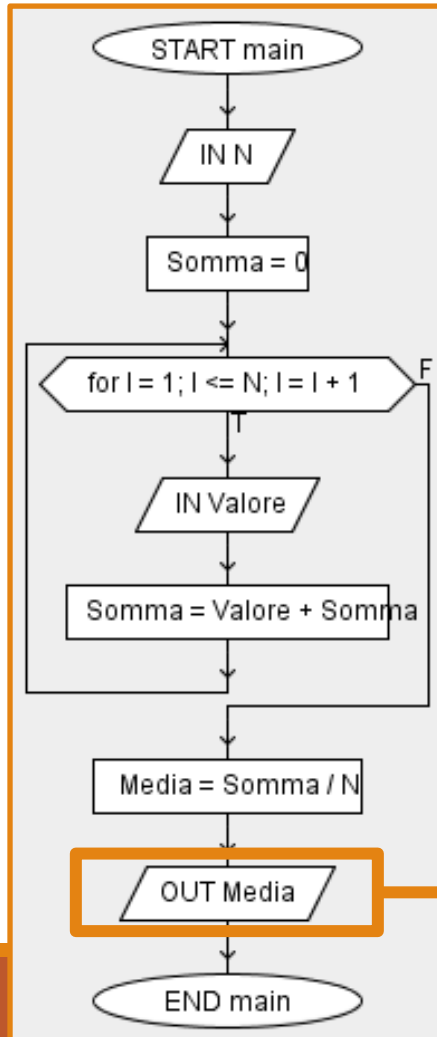 START main
IN N
Somma = 0
for I = 1; I <= N; I = I + 1
F
T
IN Valore
Somma = Valore + Somma
Media = Somma / N
OUT Media
END main